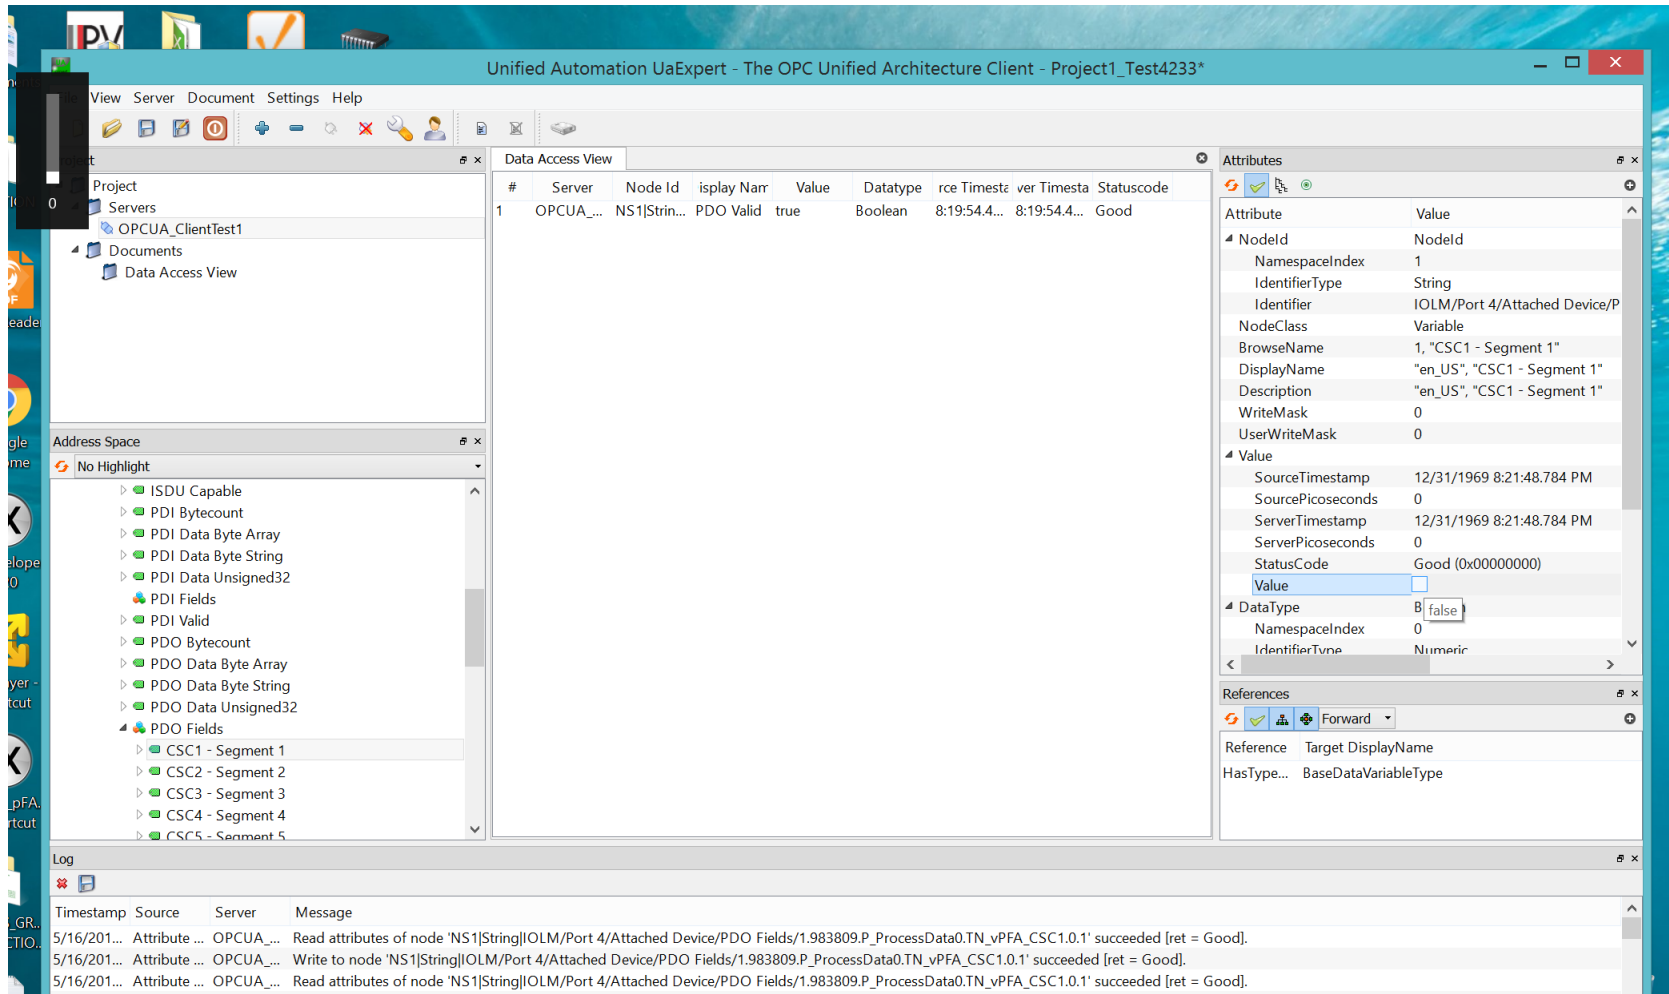 Unified Automation UaExpert - The OPC Unified Architecture Client - Project1_Test4233*
View Server Document Settings Help
0
Project
Servers
OPCUA_ClientTest1
Documents
Data Access View
Data Access View
# Server Node Id isplay Nam Value Datatype rce Timesta ver Timesta Statuscode
1 OPCUA_... NS1|Strin... PDO Valid true Boolean 8:19:54.4... 8:19:54.4... Good
Address Space
No Highlight
ISDU Capable
PDI Bytecount
PDI Data Byte Array
PDI Data Byte String
PDI Data Unsigned32
PDI Fields
PDI Valid
PDO Bytecount
PDO Data Byte Array
PDO Data Byte String
PDO Data Unsigned32
PDO Fields
CSC1 - Segment 1
CSC2 - Segment 2
CSC3 - Segment 3
CSC4 - Segment 4
CSC5 - Segment 5
Attributes
Attribute Value
NodeId NodeId
NamespaceIndex 1
IdentifierType String
Identifier IOLM/Port 4/Attached Device/P
NodeClass Variable
BrowseName 1, "CSC1 - Segment 1"
DisplayName "en_US", "CSC1 - Segment 1"
Description "en_US", "CSC1 - Segment 1"
WriteMask 0
UserWriteMask 0
Value
SourceTimestamp 12/31/1969 8:21:48.784 PM
SourcePicoseconds 0
ServerTimestamp 12/31/1969 8:21:48.784 PM
ServerPicoseconds 0
StatusCode Good (0x00000000)
Value
DataType
false
NamespaceIndex 0
IdentifierType Numeric
References
Forward
Reference Target DisplayName
HasType... BaseDataVariableType
Log
Timestamp Source Server Message
5/16/201... Attribute ... OPCUA_... Read attributes of node 'NS1|String|IOLM/Port 4/Attached Device/PDO Fields/1.983809.P_ProcessData0.TN_vPFA_CSC1.0.1' succeeded [ret = Good].
5/16/201... Attribute ... OPCUA_... Write to node 'NS1|String|IOLM/Port 4/Attached Device/PDO Fields/1.983809.P_ProcessData0.TN_vPFA_CSC1.0.1' succeeded [ret = Good].
5/16/201... Attribute ... OPCUA_... Read attributes of node 'NS1|String|IOLM/Port 4/Attached Device/PDO Fields/1.983809.P_ProcessData0.TN_vPFA_CSC1.0.1' succeeded [ret = Good].